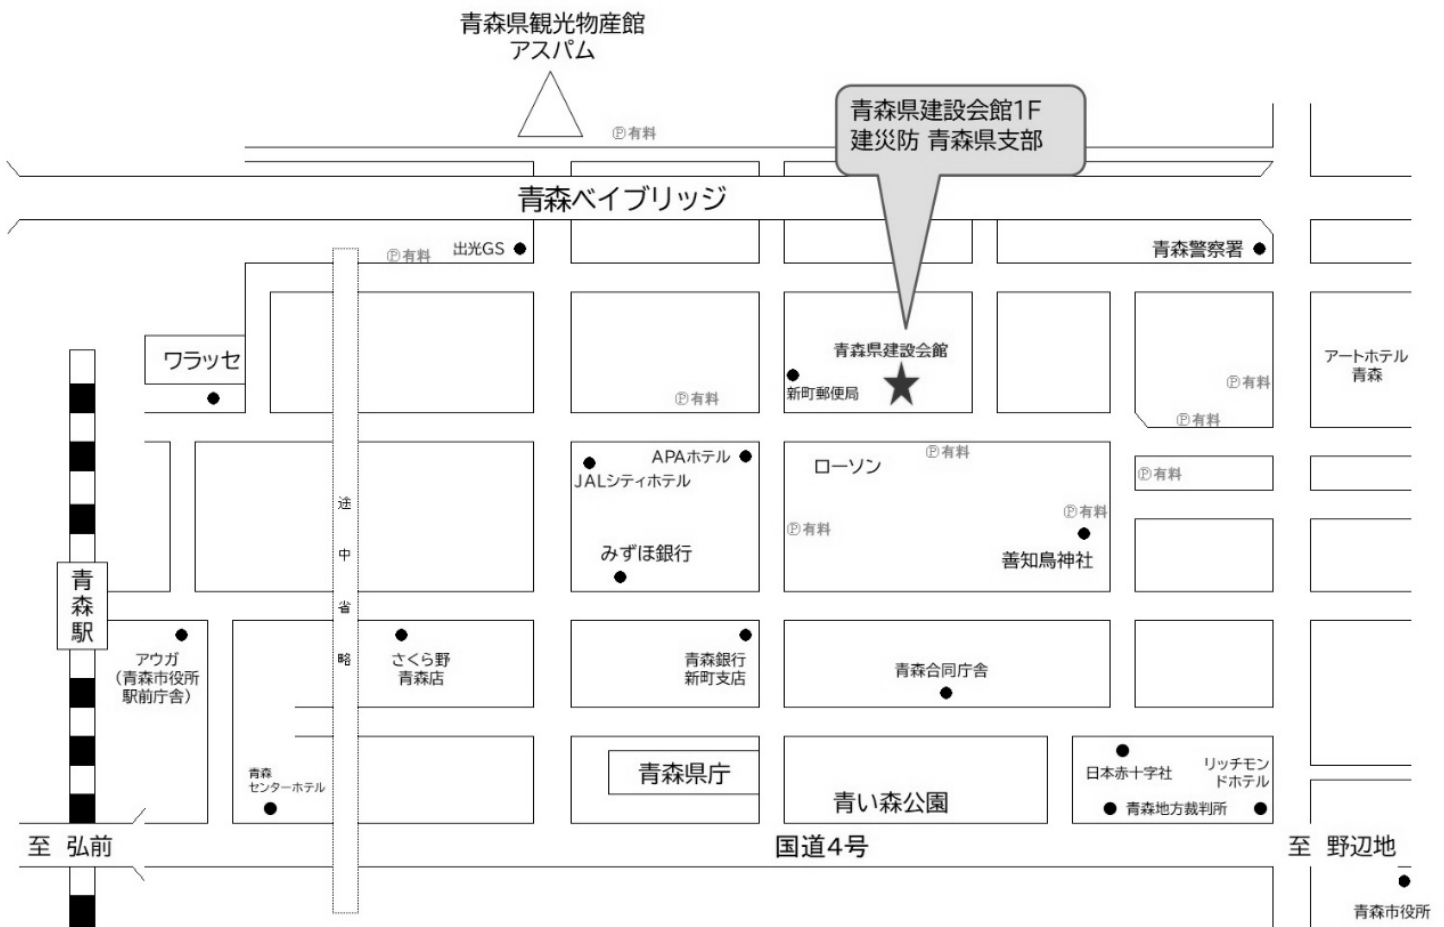 青森県観光物産館
アスパム
Ⓟ有料
青森県建設会館1F
建災防 青森県支部
青森ベイブリッジ
Ⓟ有料
出光GS
青森警察署
ワラッセ
青森県建設会館
新町郵便局
Ⓟ有料
アートホテル
青森
Ⓟ有料
Ⓟ有料
APAホテル
JALシティホテル
ローソン
Ⓟ有料
Ⓟ有料
Ⓟ有料
Ⓟ有料
みずほ銀行
善知鳥神社
途中省略
青森駅
アウガ
（青森市役所
駅前庁舎）
さくら野
青森店
青森銀行
新町支店
青森合同庁舎
青森
センターホテル
青森県庁
青い森公園
日本赤十字社
リッチモン
ドホテル
青森地方裁判所
至 弘前
国道4号
至 野辺地
青森市役所